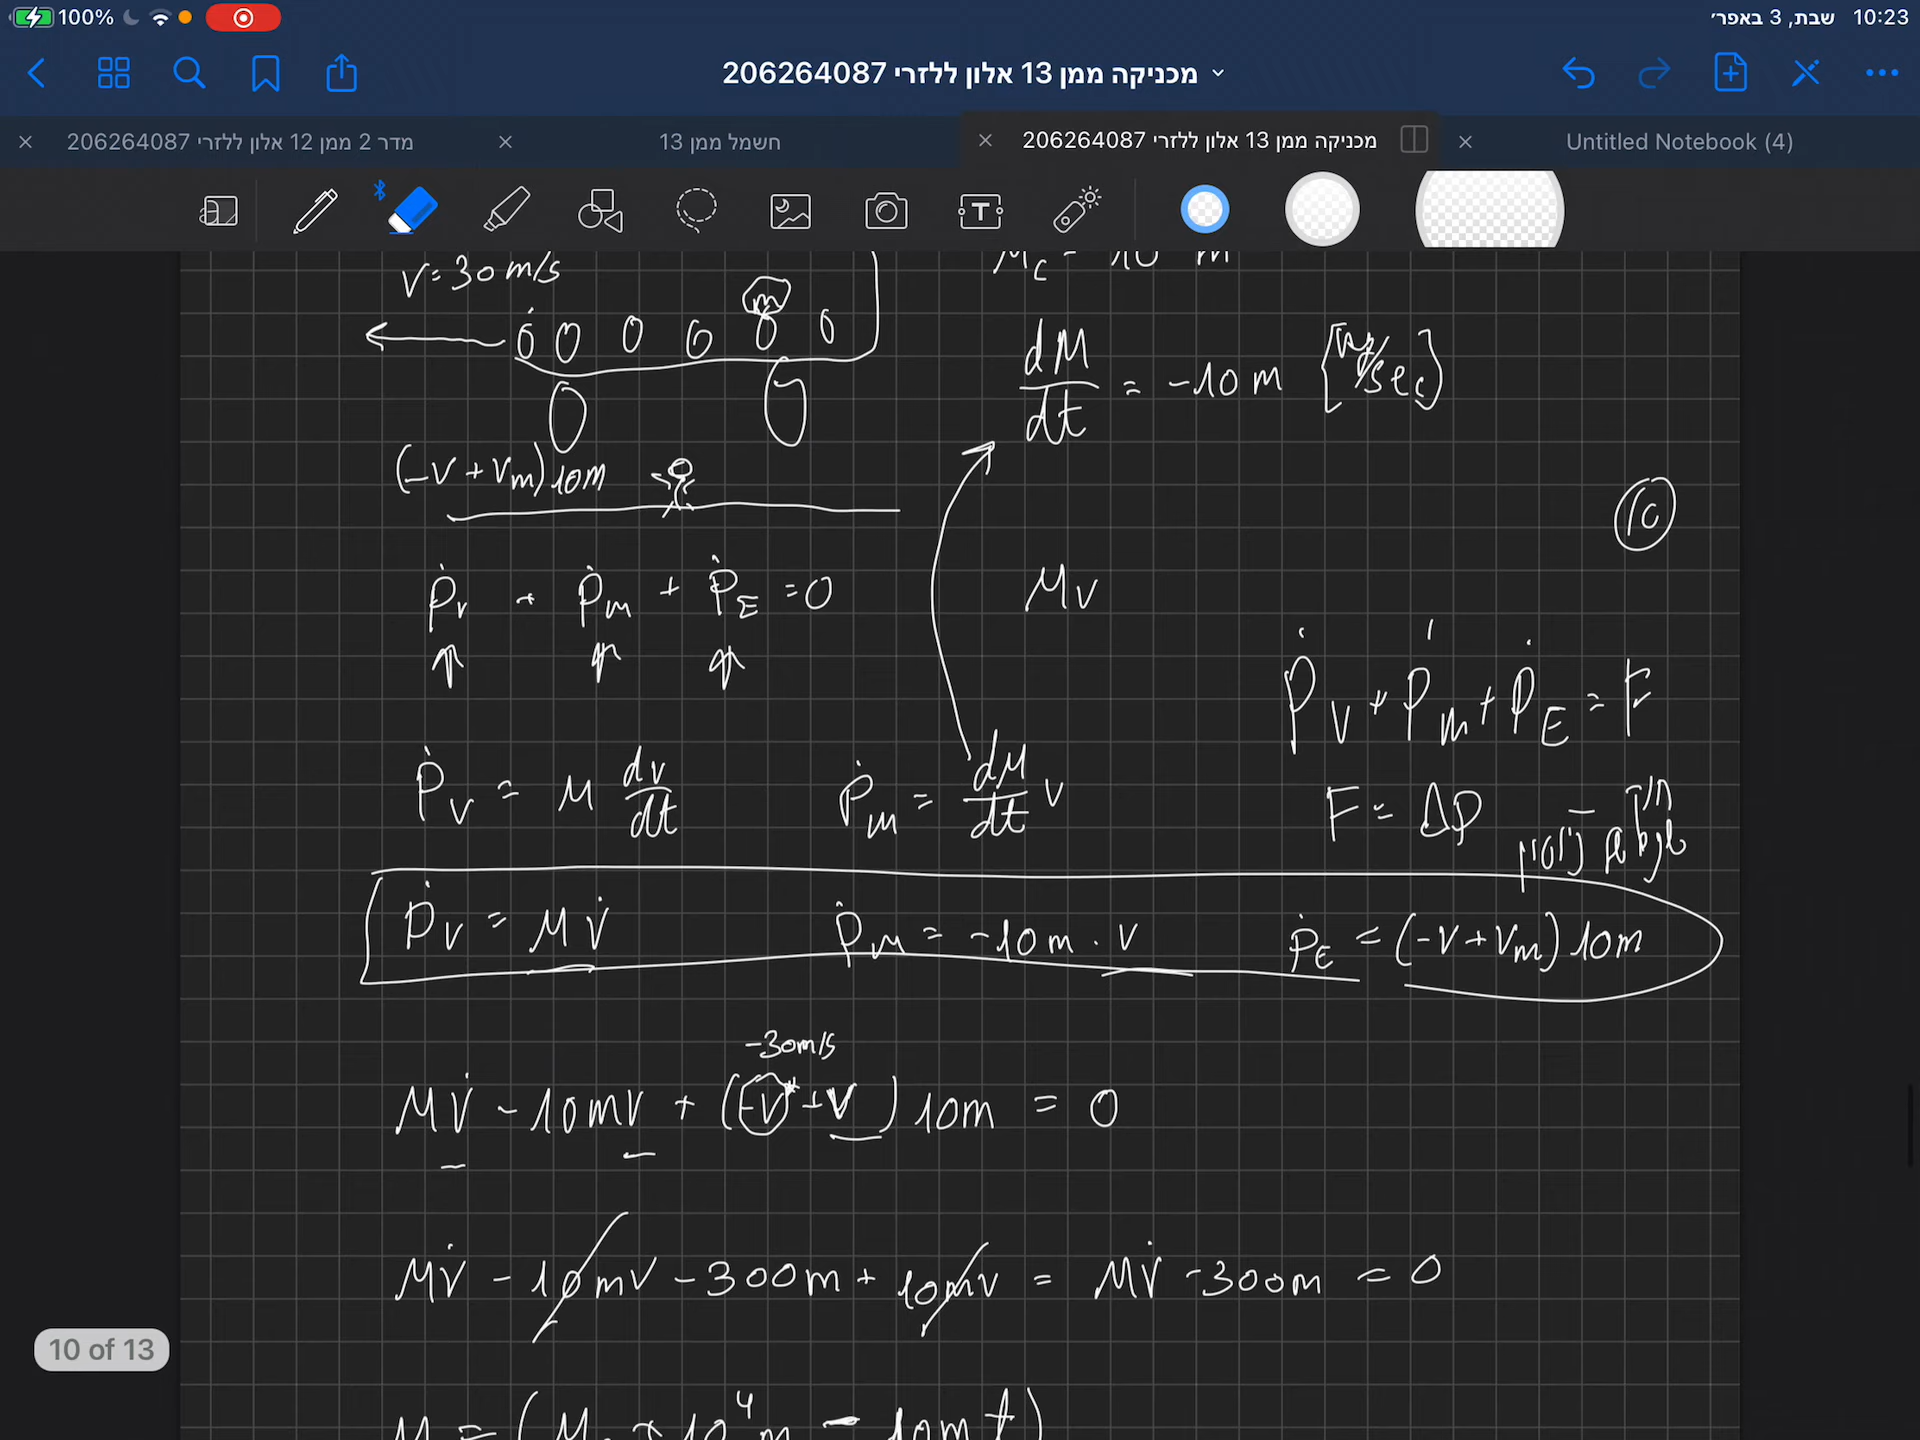 100%
10:23 שבת, 3 באפר׳
מכניקה ממן 13 אלון ללזרי 206264087
מדר 2 ממן 12 אלון ללזרי 206264087
חשמל ממן 13
מכניקה ממן 13 אלון ללזרי 206264087
Untitled Notebook (4)
T
v=30m/s
m
dM/dt = -10m [kg/sec]
(-v+vm)10m
Ṗv + Ṗm + ṖE = 0
Mv
Ṗv + Ṗm + ṖE = F
Ṗv = M dv/dt
Ṗm = dM/dt v
F = ΔP
Ṗv = Mv̇
Ṗm = -10m · v
ṖE = (-v+vm)10m
-30m/s
Mv̇ - 10mv + (-v*+v)10m = 0
Mv̇ - 10mv - 300m + 10mv = Mv̇ - 300m = 0
10 of 13